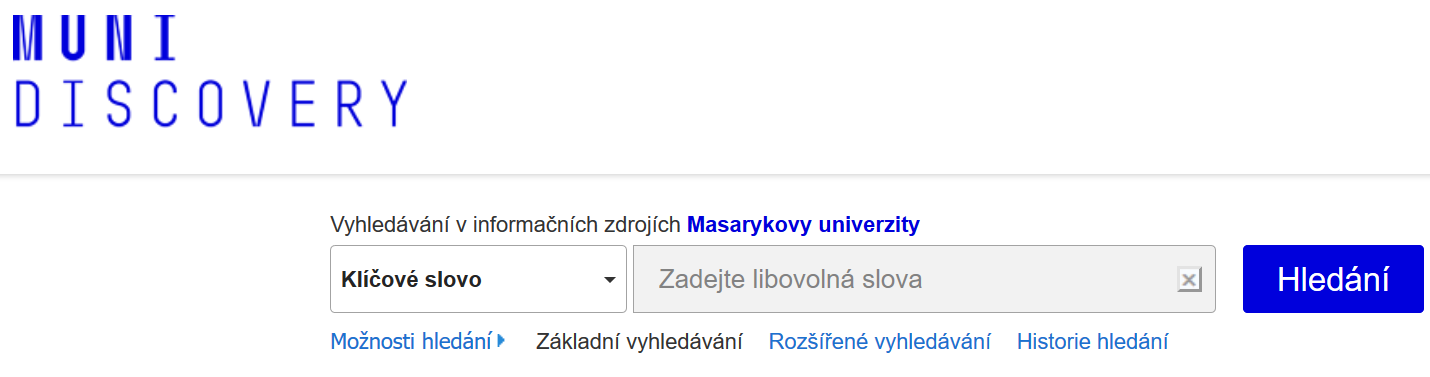 MUNI
DISCOVERY
Vyhledávání v informačních zdrojích Masarykovy univerzity
Klíčové slovo
Zadejte libovolná slova
Hledání
Možnosti hledání
Základní vyhledávání
Rozšířené vyhledávání
Historie hledání